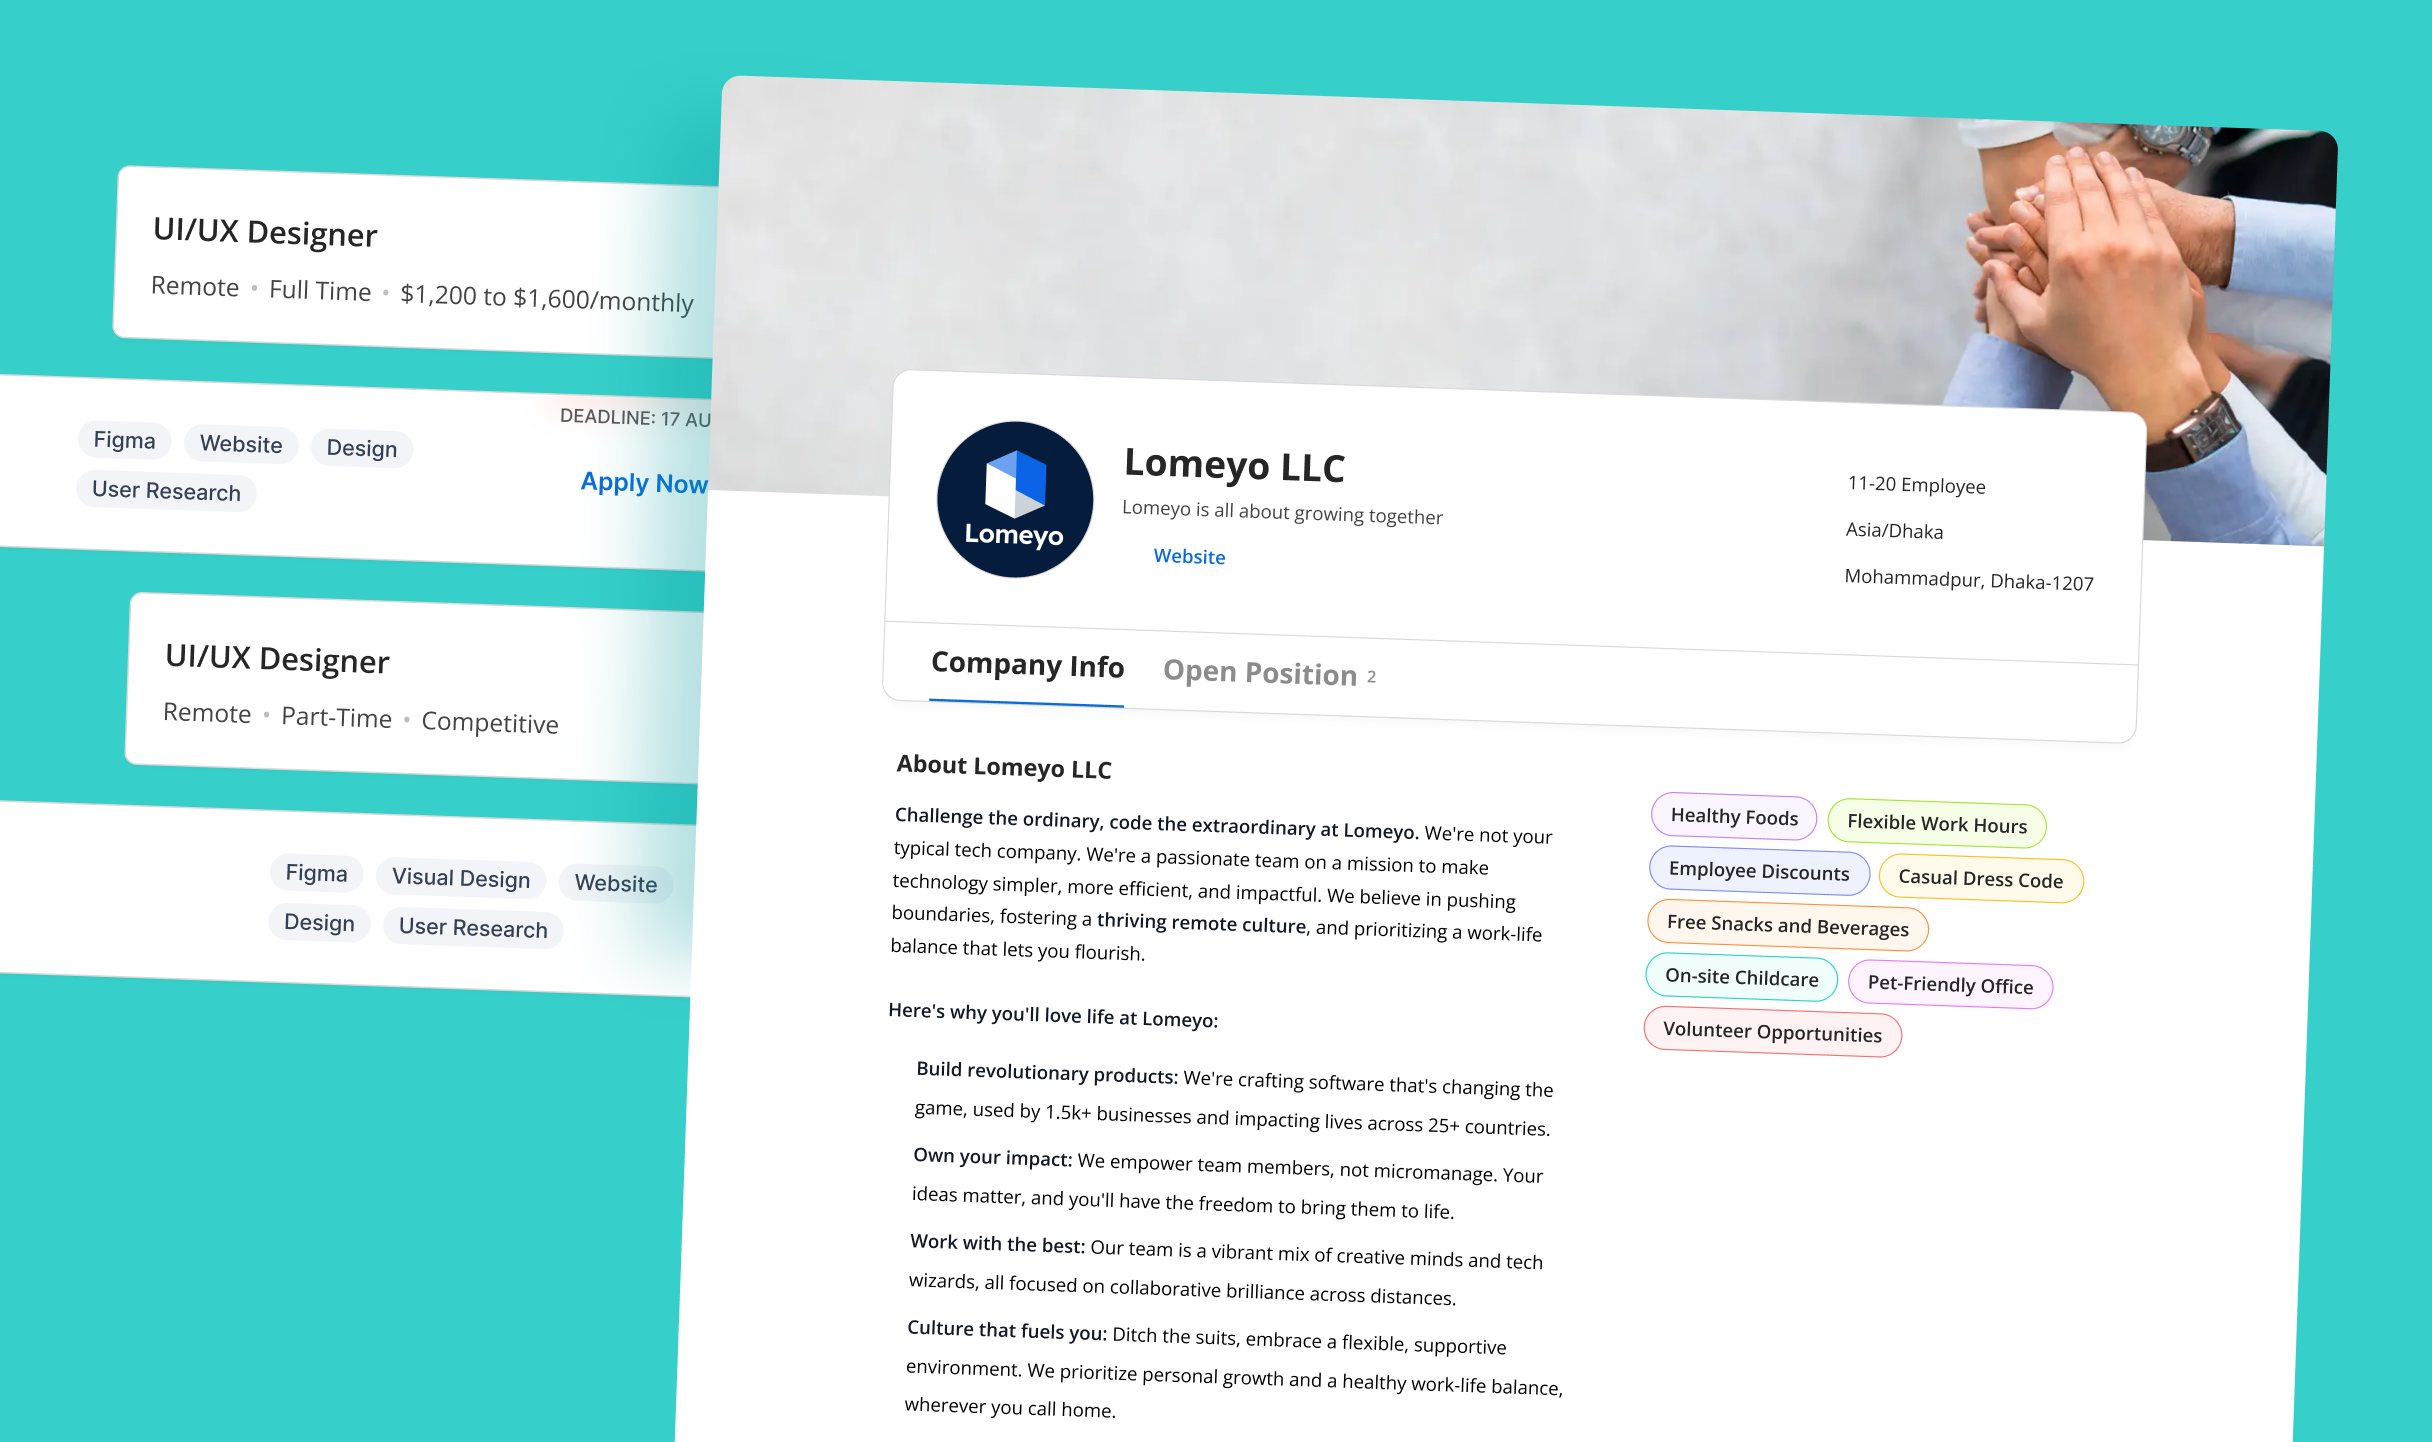 UI/UX Designer
Remote • Full Time • $1,200 to $1,600/monthly
Figma Website Design
User Research
DEADLINE: 17 AU
Apply Now
UI/UX Designer
Remote • Part-Time • Competitive
Figma Visual Design Website
Design User Research
Lomeyo
Lomeyo LLC
Lomeyo is all about growing together
Website
11-20 Employee
Asia/Dhaka
Mohammadpur, Dhaka-1207
Company Info Open Position 2
About Lomeyo LLC
Challenge the ordinary, code the extraordinary at Lomeyo. We're not your
typical tech company. We're a passionate team on a mission to make
technology simpler, more efficient, and impactful. We believe in pushing
boundaries, fostering a thriving remote culture, and prioritizing a work-life
balance that lets you flourish.
Here's why you'll love life at Lomeyo:
Build revolutionary products: We're crafting software that's changing the
game, used by 1.5k+ businesses and impacting lives across 25+ countries.
Own your impact: We empower team members, not micromanage. Your
ideas matter, and you'll have the freedom to bring them to life.
Work with the best: Our team is a vibrant mix of creative minds and tech
wizards, all focused on collaborative brilliance across distances.
Culture that fuels you: Ditch the suits, embrace a flexible, supportive
environment. We prioritize personal growth and a healthy work-life balance,
wherever you call home.
Healthy Foods Flexible Work Hours
Employee Discounts Casual Dress Code
Free Snacks and Beverages
On-site Childcare Pet-Friendly Office
Volunteer Opportunities